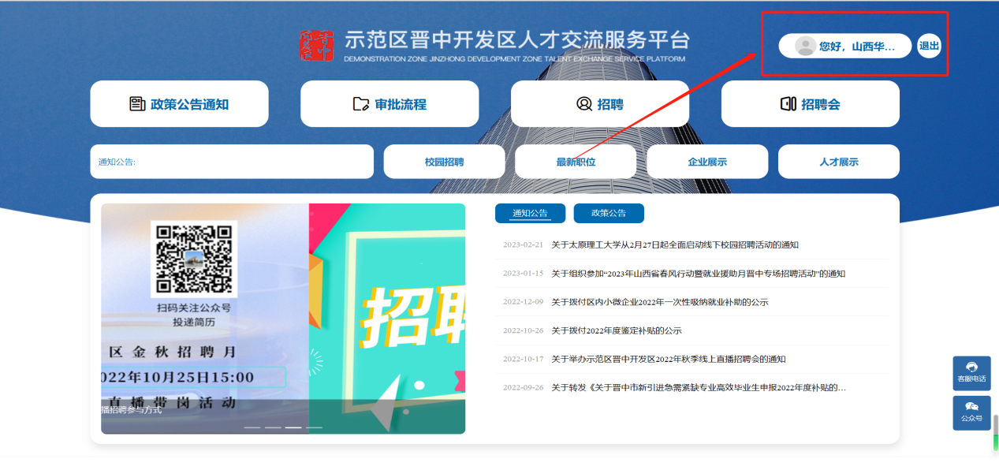 示范区晋中开发区人才交流服务平台
DEMONSTRATION ZONE JINZHONG DEVELOPMENT ZONE TALENT EXCHANGE SERVICE PLATFORM
您好，山西华...
退出
政策公告通知
审批流程
招聘
招聘会
通知公告:
校园招聘
最新职位
企业展示
人才展示
扫码关注公众号
投递简历
区金秋招聘月
022年10月25日15:00
直播带岗活动
播招聘参与方式
招聘
通知公告
政策公告
2023-02-21 关于太原理工大学从2月27日起全面启动线下校园招聘活动的通知
2023-01-15 关于组织参加“2023年山西省春风行动暨就业援助月晋中专场招聘活动”的通知
2022-12-09 关于拨付区内小微企业2022年一次性吸纳就业补助的公示
2022-10-26 关于拨付2022年度鉴定补贴的公示
2022-10-17 关于举办示范区晋中开发区2022年秋季线上直播招聘会的通知
2022-09-26 关于转发《关于晋中市新引进急需紧缺专业高效毕业生申报2022年度补贴的...
客服电话
公众号